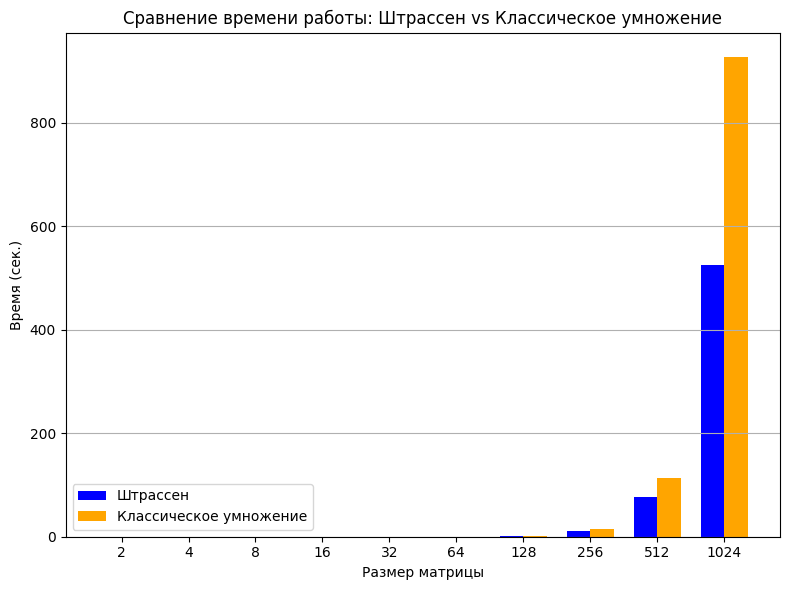 Сравнение времени работы: Штрассен vs Классическое умножение
Время (сек.)
800
600
400
200
0
Штрассен
Классическое умножение
2 4 8 16 32 64 128 256 512 1024
Размер матрицы